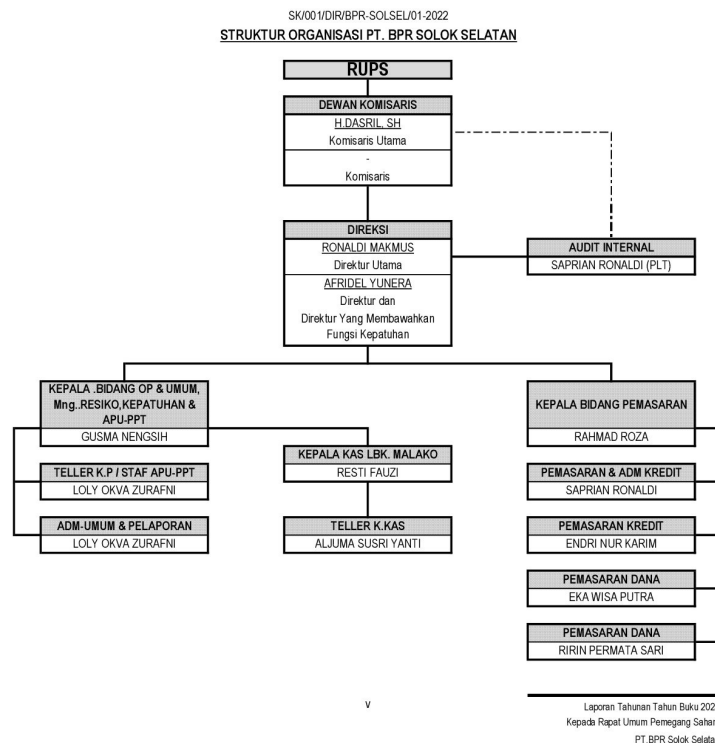 SK/001/DIR/BPR-SOLSEL/01-2022
STRUKTUR ORGANISASI PT. BPR SOLOK SELATAN
RUPS
DEWAN KOMISARIS
H.DASRIL, SH
Komisaris Utama
-
Komisaris
DIREKSI
RONALDI MAKMUS
Direktur Utama
AFRIDEL YUNERA
Direktur dan
Direktur Yang Membawahkan
Fungsi Kepatuhan
AUDIT INTERNAL
SAPRIAN RONALDI (PLT)
KEPALA .BIDANG OP & UMUM,
Mng..RESIKO,KEPATUHAN &
APU-PPT
GUSMA NENGSIH
TELLER K.P / STAF APU-PPT
LOLY OKVA ZURAFNI
ADM-UMUM & PELAPORAN
LOLY OKVA ZURAFNI
KEPALA KAS LBK. MALAKO
RESTI FAUZI
TELLER K.KAS
ALJUMA SUSRI YANTI
KEPALA BIDANG PEMASARAN
RAHMAD ROZA
PEMASARAN & ADM KREDIT
SAPRIAN RONALDI
PEMASARAN KREDIT
ENDRI NUR KARIM
PEMASARAN DANA
EKA WISA PUTRA
PEMASARAN DANA
RIRIN PERMATA SARI
v
Laporan Tahunan Tahun Buku 202
Kepada Rapat Umum Pemegang Saha
PT.BPR Solok Selata